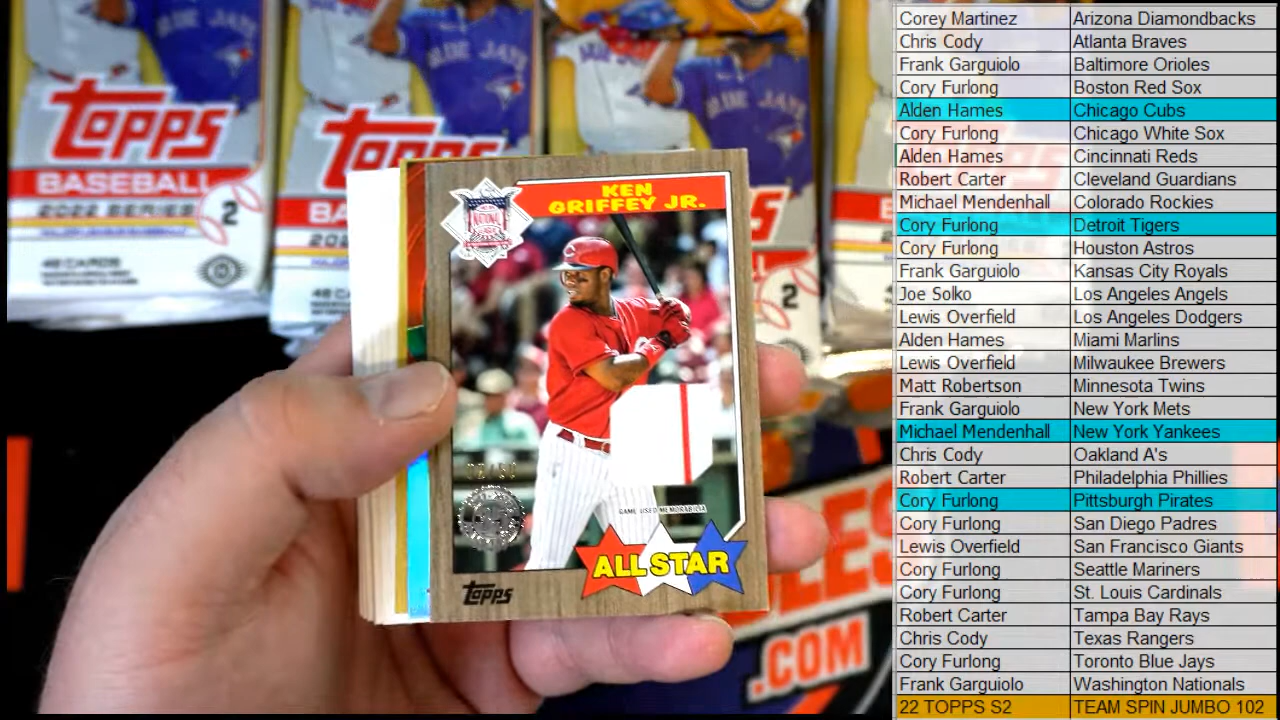 BLUE JAYS
BLUE JAYS
BLUE JAYS
TOPPS
BASEBALL
2
TOPPS
2
KEN
GRIFFEY JR.
NATIONAL
GAME USED MEMORABILIA
ALL STAR
TOPPS
.COM
Corey Martinez Arizona Diamondbacks
Chris Cody Atlanta Braves
Frank Garguiolo Baltimore Orioles
Cory Furlong Boston Red Sox
Alden Hames Chicago Cubs
Cory Furlong Chicago White Sox
Alden Hames Cincinnati Reds
Robert Carter Cleveland Guardians
Michael Mendenhall Colorado Rockies
Cory Furlong Detroit Tigers
Cory Furlong Houston Astros
Frank Garguiolo Kansas City Royals
Joe Solko Los Angeles Angels
Lewis Overfield Los Angeles Dodgers
Alden Hames Miami Marlins
Lewis Overfield Milwaukee Brewers
Matt Robertson Minnesota Twins
Frank Garguiolo New York Mets
Michael Mendenhall New York Yankees
Chris Cody Oakland A's
Robert Carter Philadelphia Phillies
Cory Furlong Pittsburgh Pirates
Cory Furlong San Diego Padres
Lewis Overfield San Francisco Giants
Cory Furlong Seattle Mariners
Cory Furlong St. Louis Cardinals
Robert Carter Tampa Bay Rays
Chris Cody Texas Rangers
Cory Furlong Toronto Blue Jays
Frank Garguiolo Washington Nationals
22 TOPPS S2 TEAM SPIN JUMBO 102